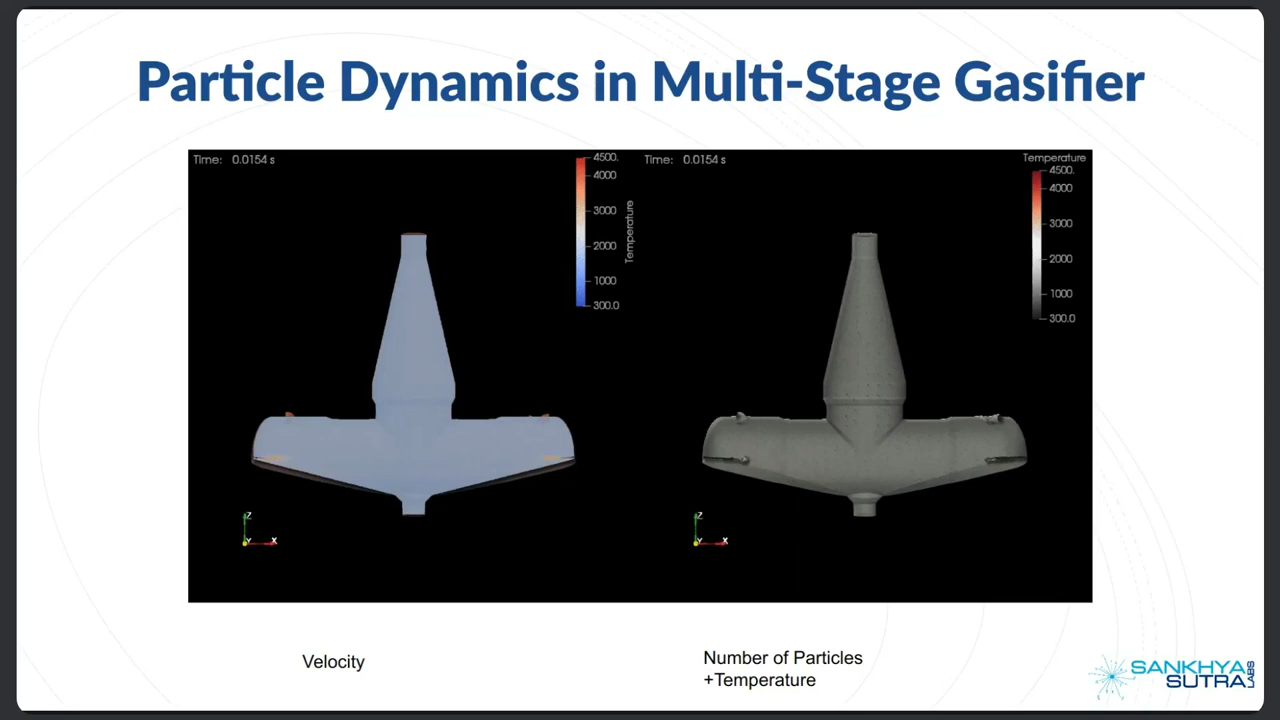 Particle Dynamics in Multi-Stage Gasifier
Time: 0.0154 s
4500.
4000
3000
2000
1000
300.0
Temperature
Z
Y
X
Time: 0.0154 s
Temperature
4500.
4000
3000
2000
1000
300.0
Z
Y
X
Velocity
Number of Particles
+Temperature
SANKHYA
SUTRA LABS